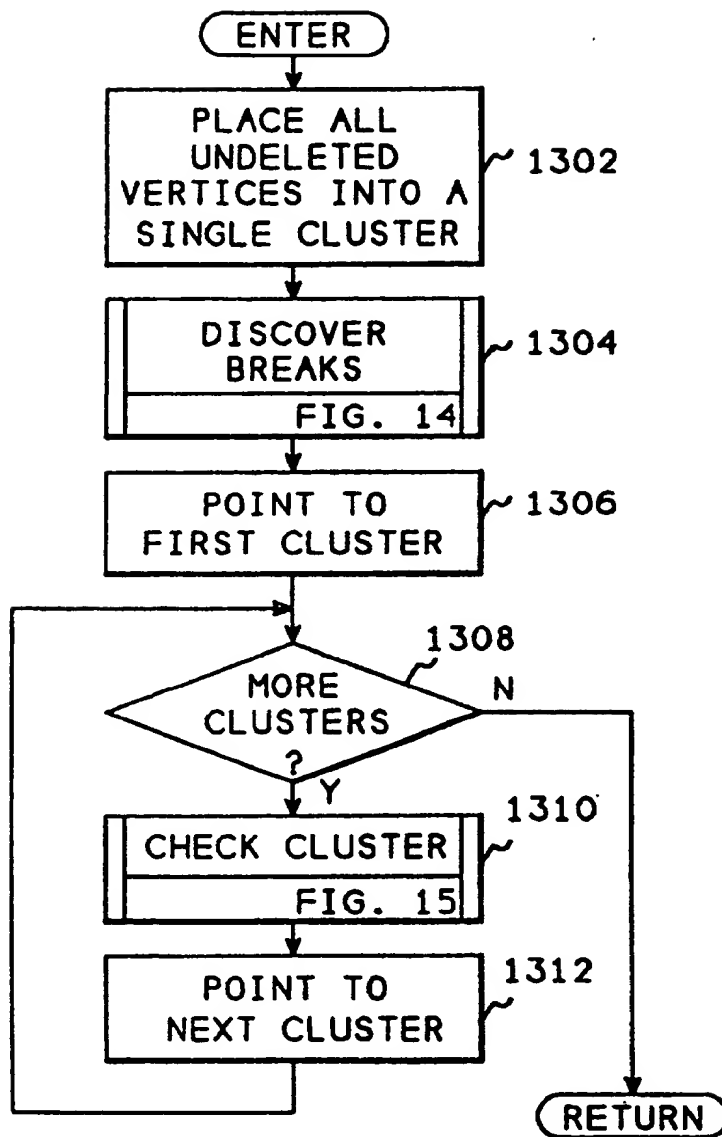 ENTER
PLACE ALL
UNDELETED
VERTICES INTO A
SINGLE CLUSTER
1302
DISCOVER
BREAKS
FIG. 14
1304
POINT TO
FIRST CLUSTER
1306
MORE
CLUSTERS
?
1308
N
Y
CHECK CLUSTER
FIG. 15
1310
POINT TO
NEXT CLUSTER
1312
RETURN